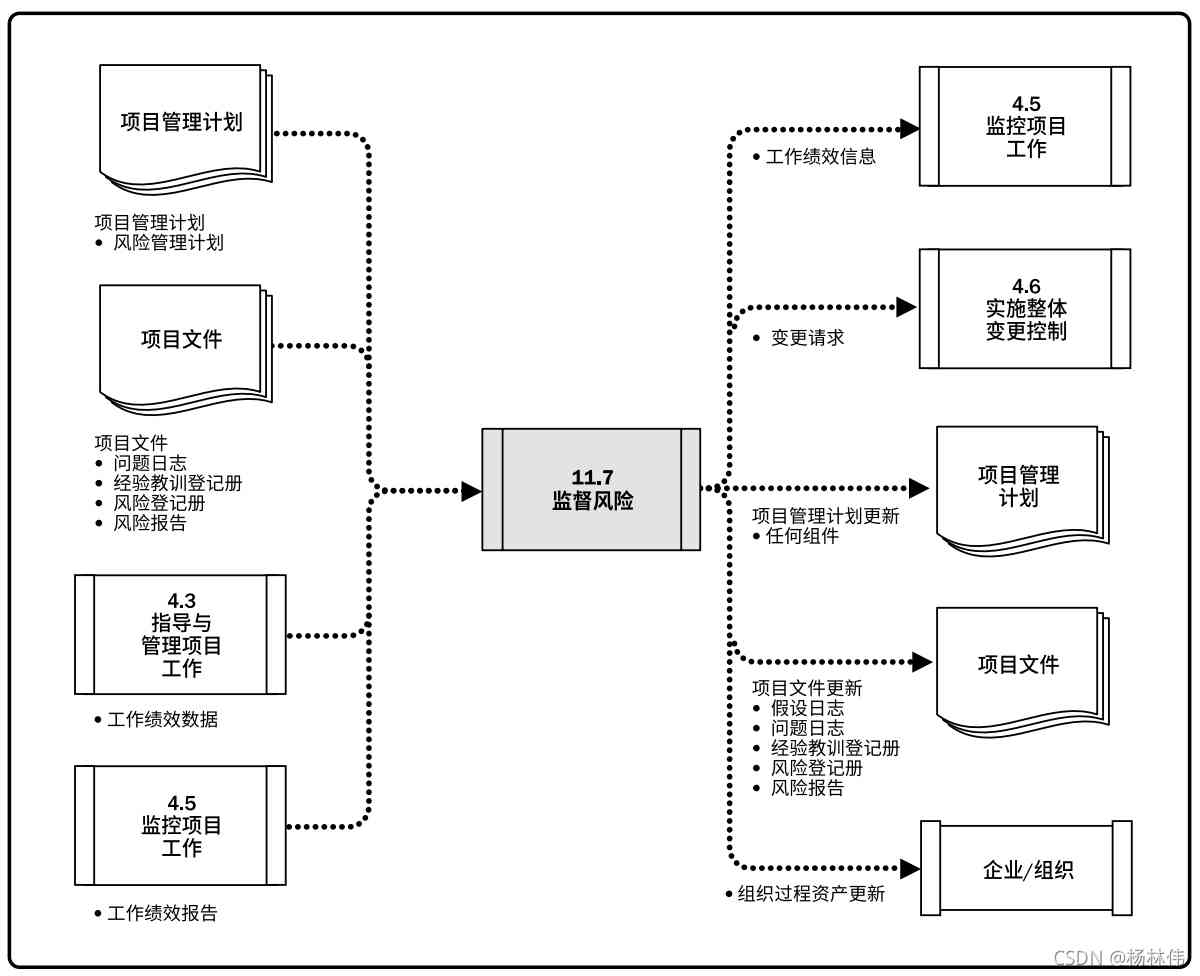 项目管理计划
项目管理计划
● 风险管理计划
项目文件
项目文件
● 问题日志
● 经验教训登记册
● 风险登记册
● 风险报告
4.3
指导与
管理项目
工作
● 工作绩效数据
4.5
监控项目
工作
● 工作绩效报告
11.7
监督风险
● 工作绩效信息
4.5
监控项目
工作
● 变更请求
4.6
实施整体
变更控制
项目管理计划更新
● 任何组件
项目管理
计划
项目文件更新
● 假设日志
● 问题日志
● 经验教训登记册
● 风险登记册
● 风险报告
项目文件
● 组织过程资产更新
企业/组织
CSDN @杨林伟